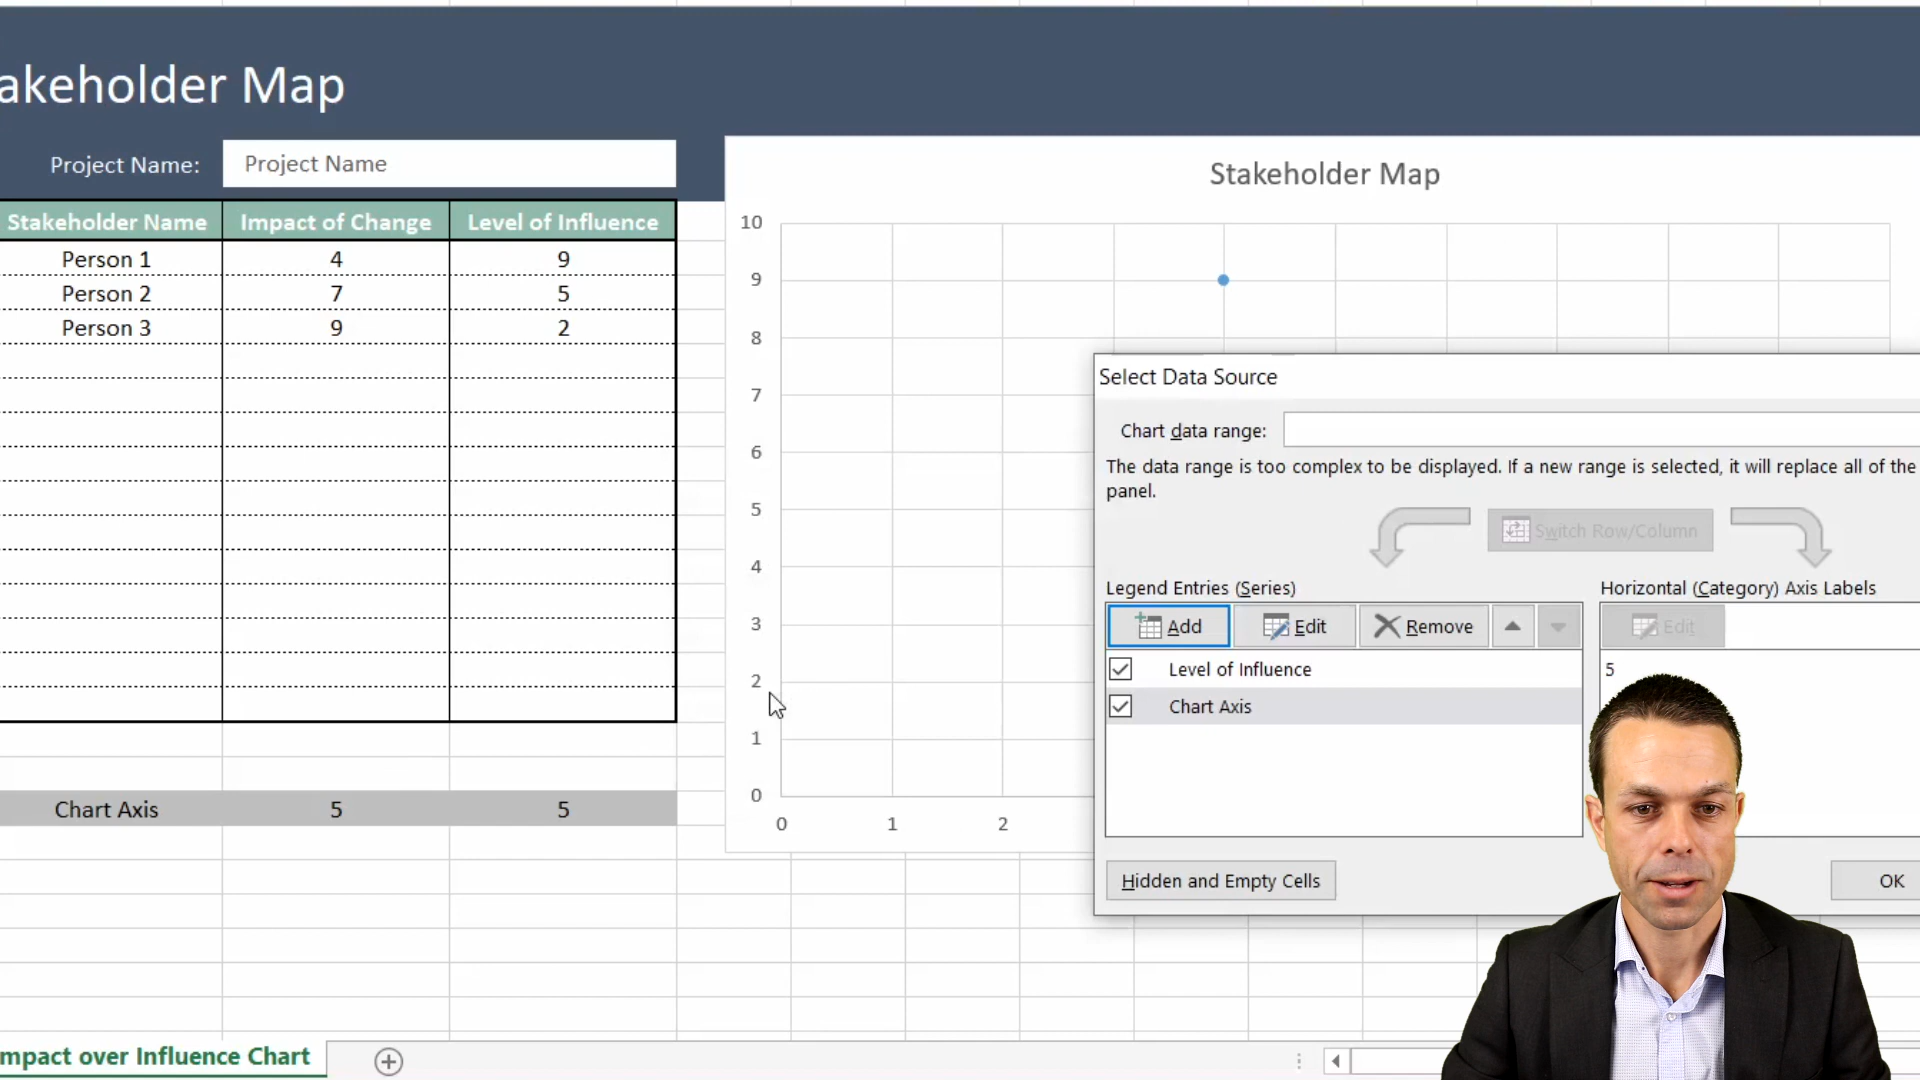 akeholder Map
Project Name: Project Name
Stakeholder Name Impact of Change Level of Influence
Person 1 4 9
Person 2 7 5
Person 3 9 2
Chart Axis 5 5
Stakeholder Map
10
9
8
7
6
5
4
3
2
1
0
0 1 2
Select Data Source
Chart data range:
The data range is too complex to be displayed. If a new range is selected, it will replace all of the
panel.
Switch Row/Column
Legend Entries (Series)
Horizontal (Category) Axis Labels
Add Edit Remove
Edit
Level of Influence
5
Chart Axis
Hidden and Empty Cells
OK
mpact over Influence Chart